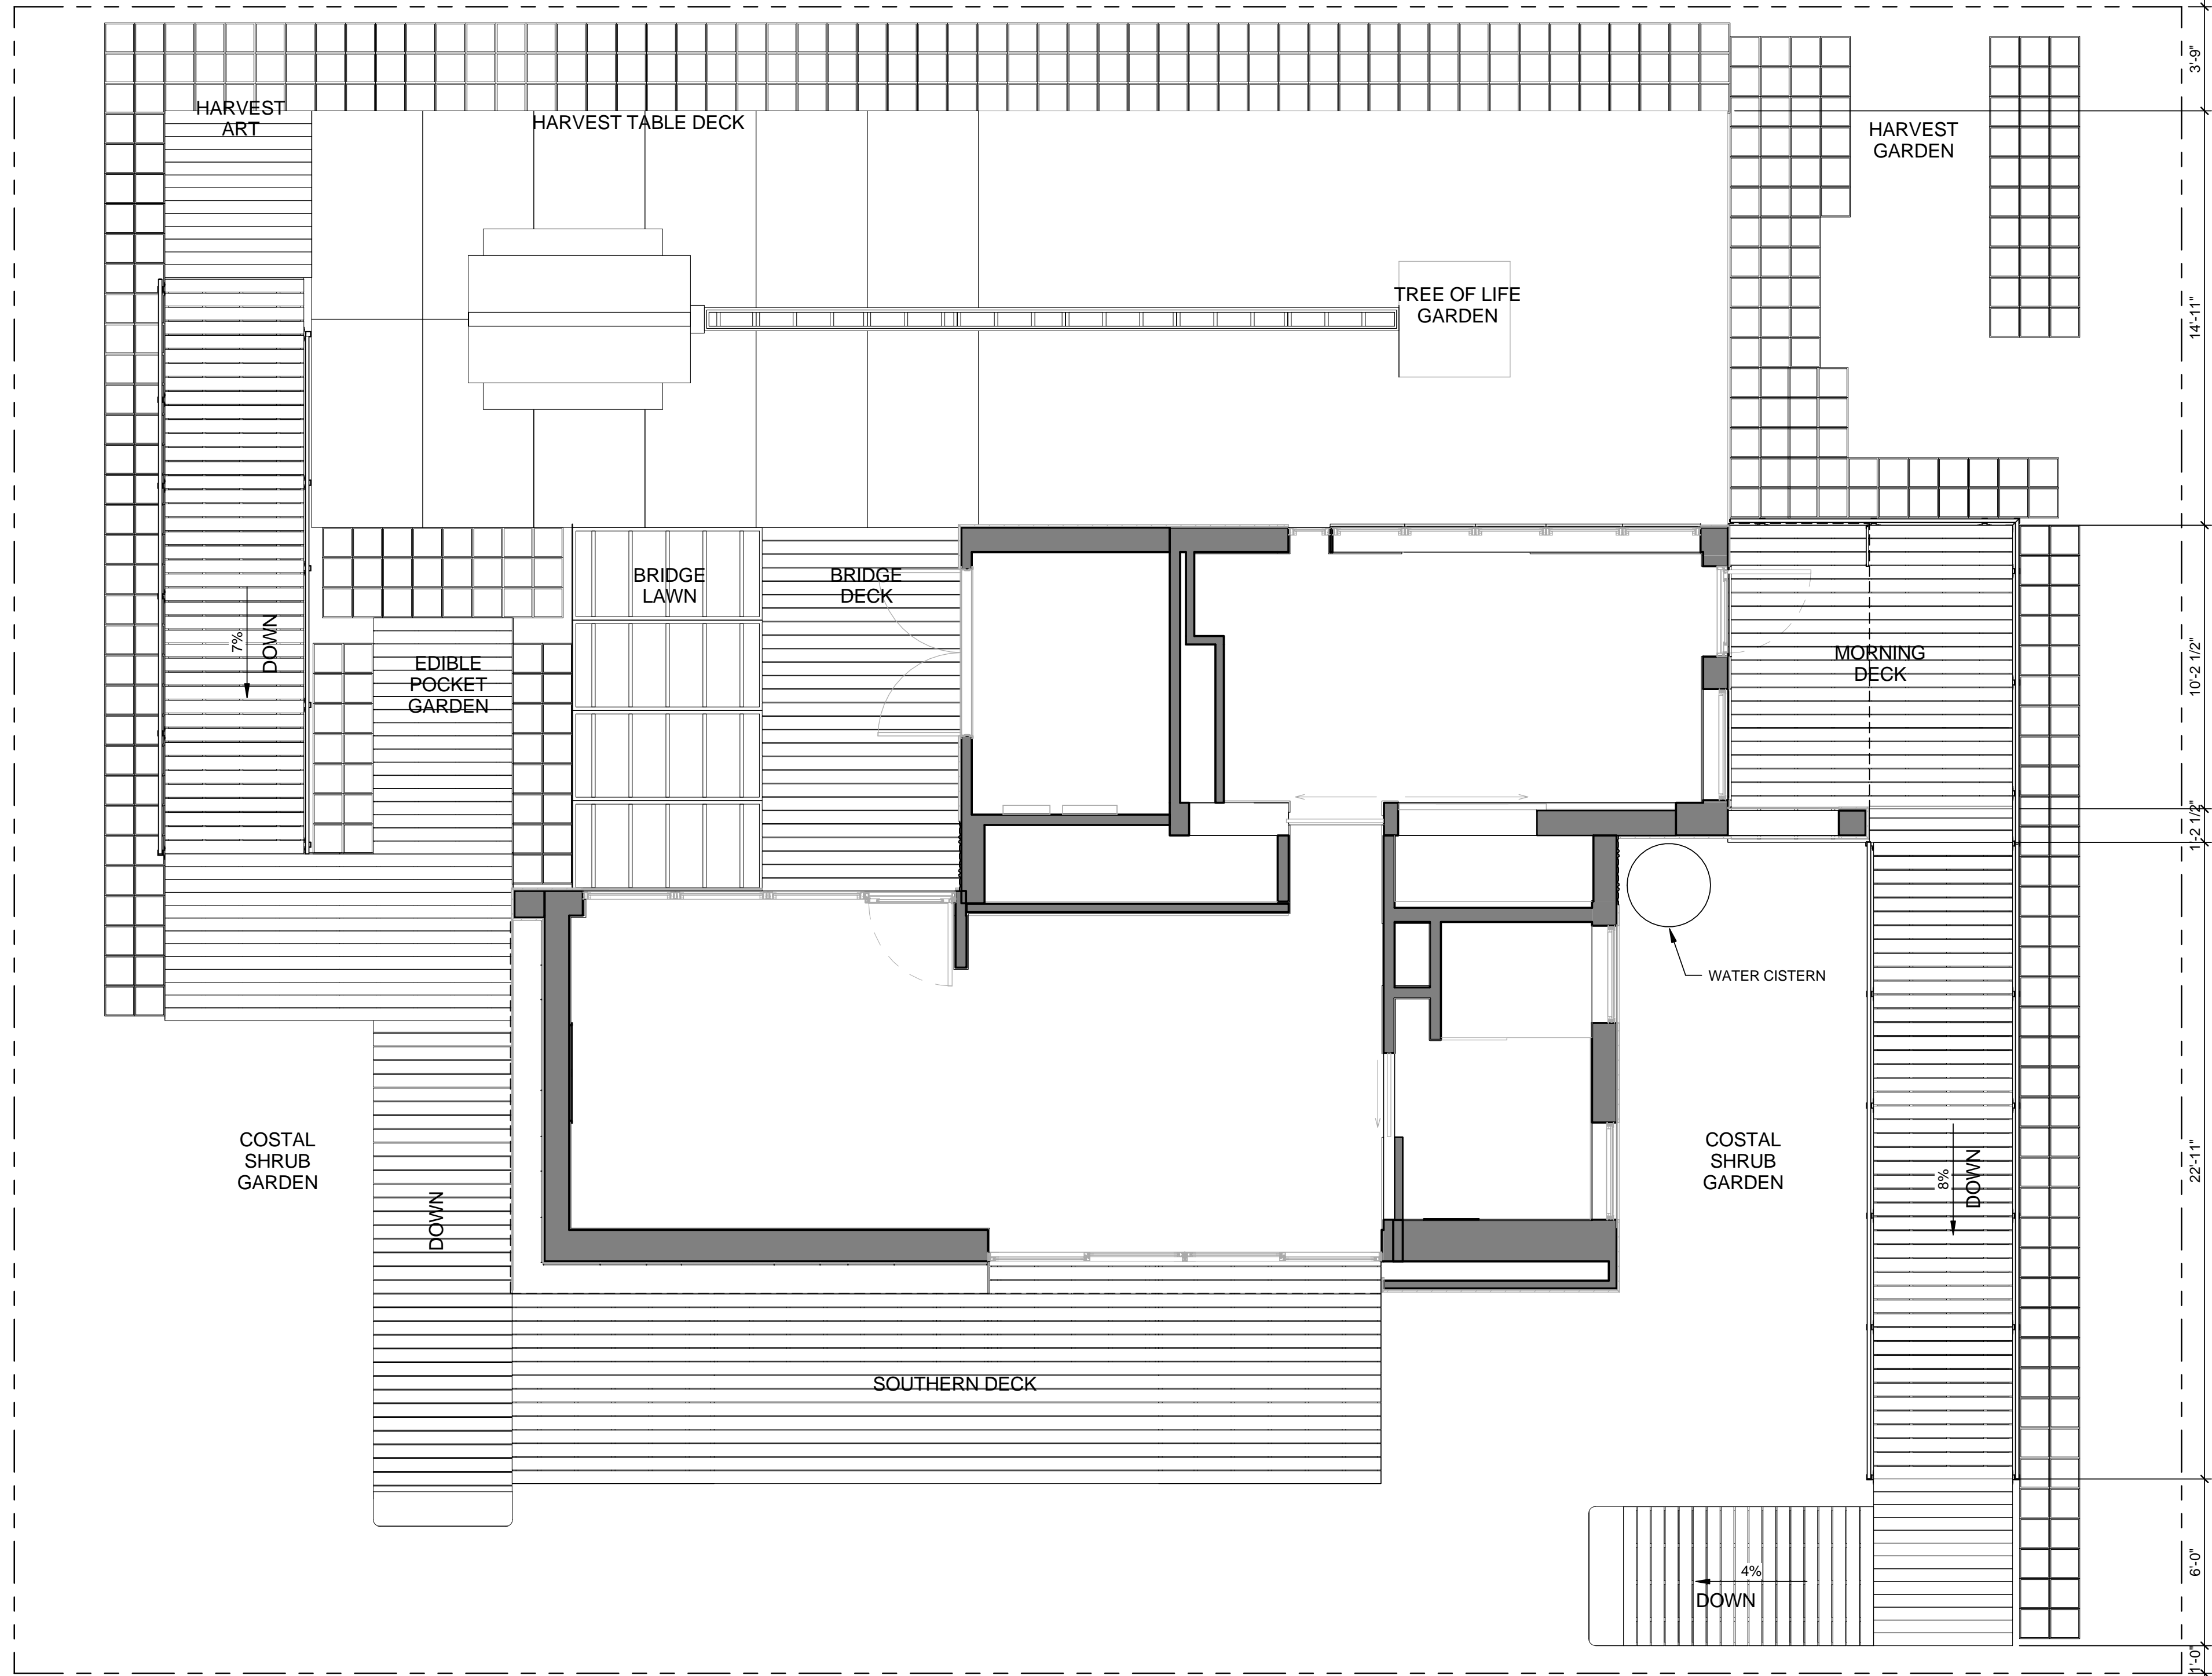 HARVEST
ART
HARVEST TABLE DECK
HARVEST
GARDEN
3'-9"
TREE OF LIFE
GARDEN
14'-11"
BRIDGE
LAWN
BRIDGE
DECK
7%
DOWN
EDIBLE
POCKET
GARDEN
MORNING
DECK
10'-2 1/2"
1'-2 1/2"
WATER CISTERN
COSTAL
SHRUB
GARDEN
DOWN
COSTAL
SHRUB
GARDEN
8%
DOWN
22'-11"
SOUTHERN DECK
4%
DOWN
6'-0"
1'-0"